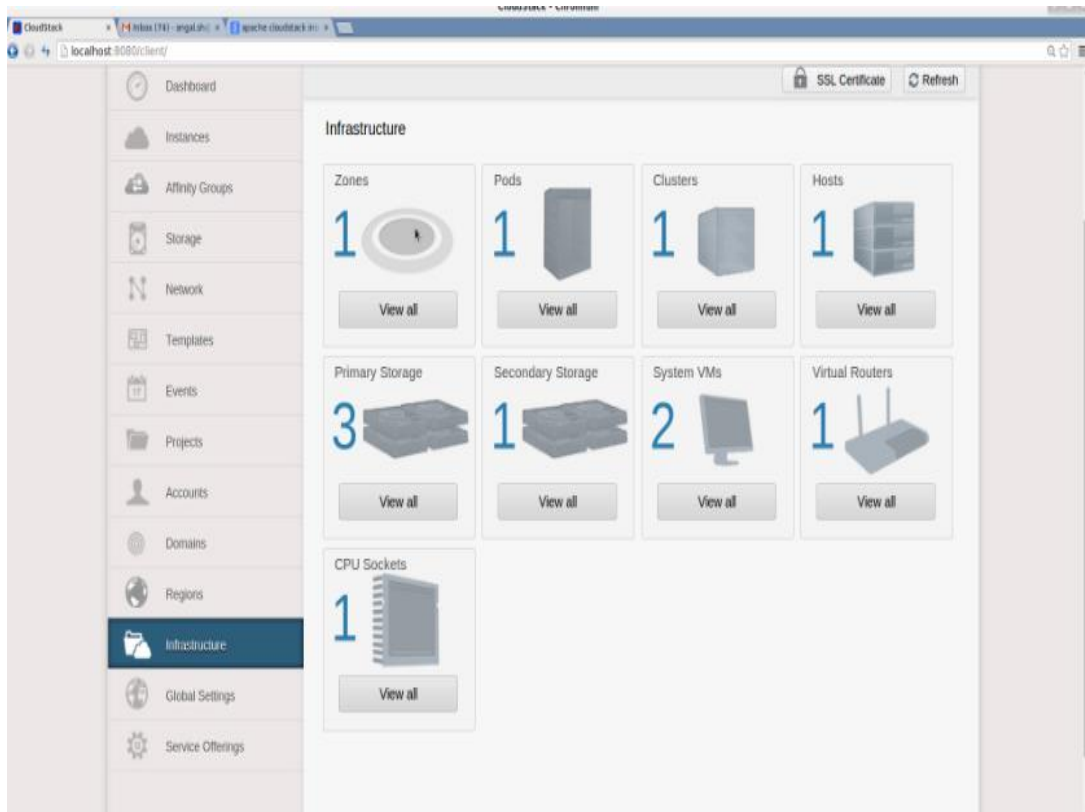 CloudStack - Chromium
CloudStack
localhost:8080/client/
SSL Certificate
Refresh
Dashboard
Instances
Affinity Groups
Storage
Network
Templates
Events
Projects
Accounts
Domains
Regions
Infrastructure
Global Settings
Service Offerings
Infrastructure
Zones
1
View all
Pods
1
View all
Clusters
1
View all
Hosts
1
View all
Primary Storage
3
View all
Secondary Storage
1
View all
System VMs
2
View all
Virtual Routers
1
View all
CPU Sockets
1
View all